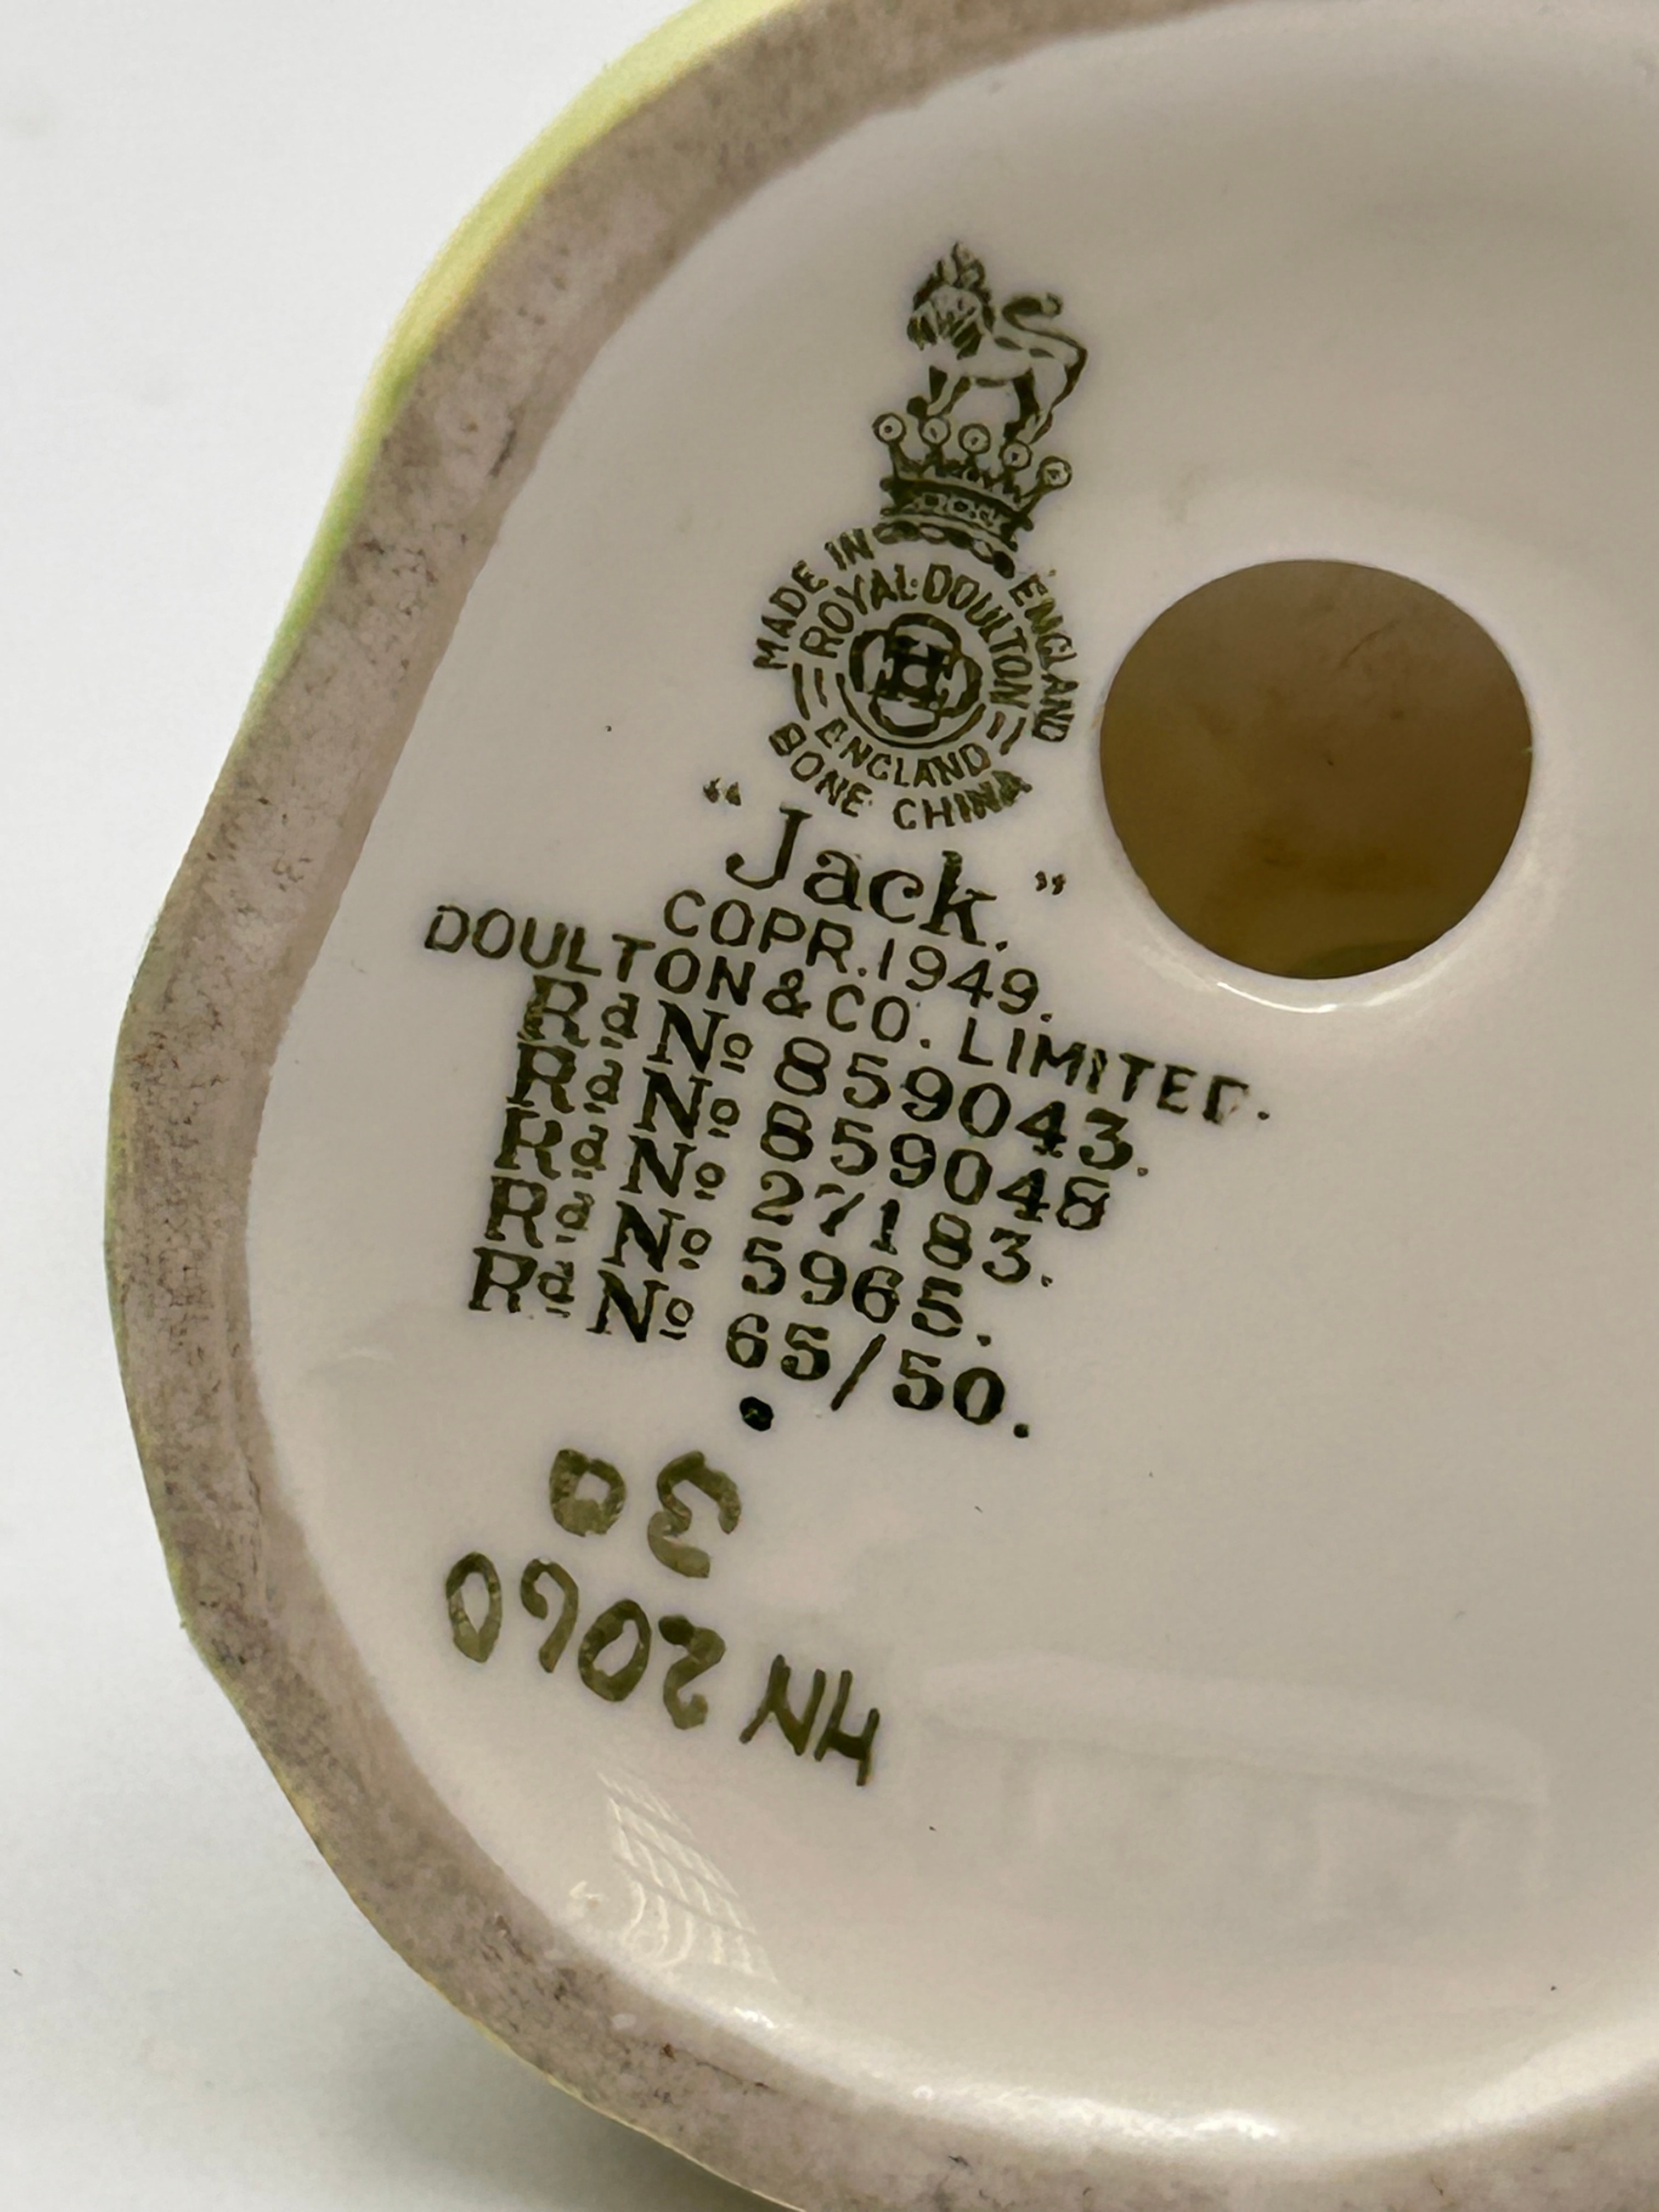 MADE IN ENGLAND
ROYAL·DOULTON
ENGLAND
BONE CHINA
“Jack.”
COPR. 1949.
DOULTON & CO. LIMITED.
Rd No 859043.
Rd No 859048
Rd No 27183.
Rd No 5965.
Rd No 65/50.
HN 2060